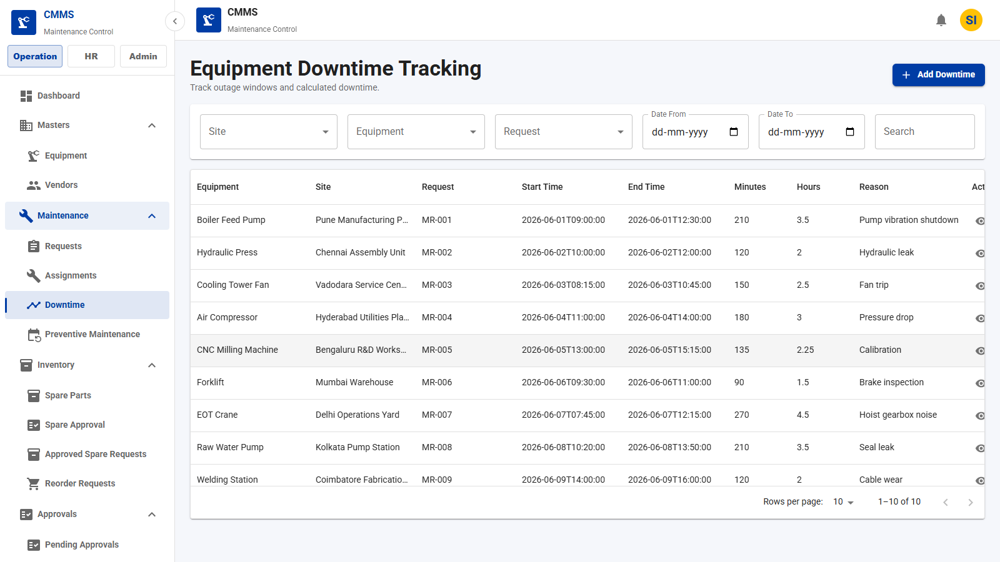 CMMS
Maintenance Control
Operation
HR
Admin
Dashboard
Masters
Equipment
Vendors
Maintenance
Requests
Assignments
Downtime
Preventive Maintenance
Inventory
Spare Parts
Spare Approval
Approved Spare Requests
Reorder Requests
Approvals
Pending Approvals
CMMS
Maintenance Control
SI
Equipment Downtime Tracking
Track outage windows and calculated downtime.
Add Downtime
Site
Equipment
Request
Date From
dd-mm-yyyy
Date To
dd-mm-yyyy
Search
Equipment Site Request Start Time End Time Minutes Hours Reason Act
Boiler Feed Pump Pune Manufacturing P... MR-001 2026-06-01T09:00:00 2026-06-01T12:30:00 210 3.5 Pump vibration shutdown
Hydraulic Press Chennai Assembly Unit MR-002 2026-06-02T10:00:00 2026-06-02T12:00:00 120 2 Hydraulic leak
Cooling Tower Fan Vadodara Service Cen... MR-003 2026-06-03T08:15:00 2026-06-03T10:45:00 150 2.5 Fan trip
Air Compressor Hyderabad Utilities Pla... MR-004 2026-06-04T11:00:00 2026-06-04T14:00:00 180 3 Pressure drop
CNC Milling Machine Bengaluru R&D Works... MR-005 2026-06-05T13:00:00 2026-06-05T15:15:00 135 2.25 Calibration
Forklift Mumbai Warehouse MR-006 2026-06-06T09:30:00 2026-06-06T11:00:00 90 1.5 Brake inspection
EOT Crane Delhi Operations Yard MR-007 2026-06-07T07:45:00 2026-06-07T12:15:00 270 4.5 Hoist gearbox noise
Raw Water Pump Kolkata Pump Station MR-008 2026-06-08T10:20:00 2026-06-08T13:50:00 210 3.5 Seal leak
Welding Station Coimbatore Fabricatio... MR-009 2026-06-09T14:00:00 2026-06-09T16:00:00 120 2 Cable wear
Rows per page: 10 1–10 of 10